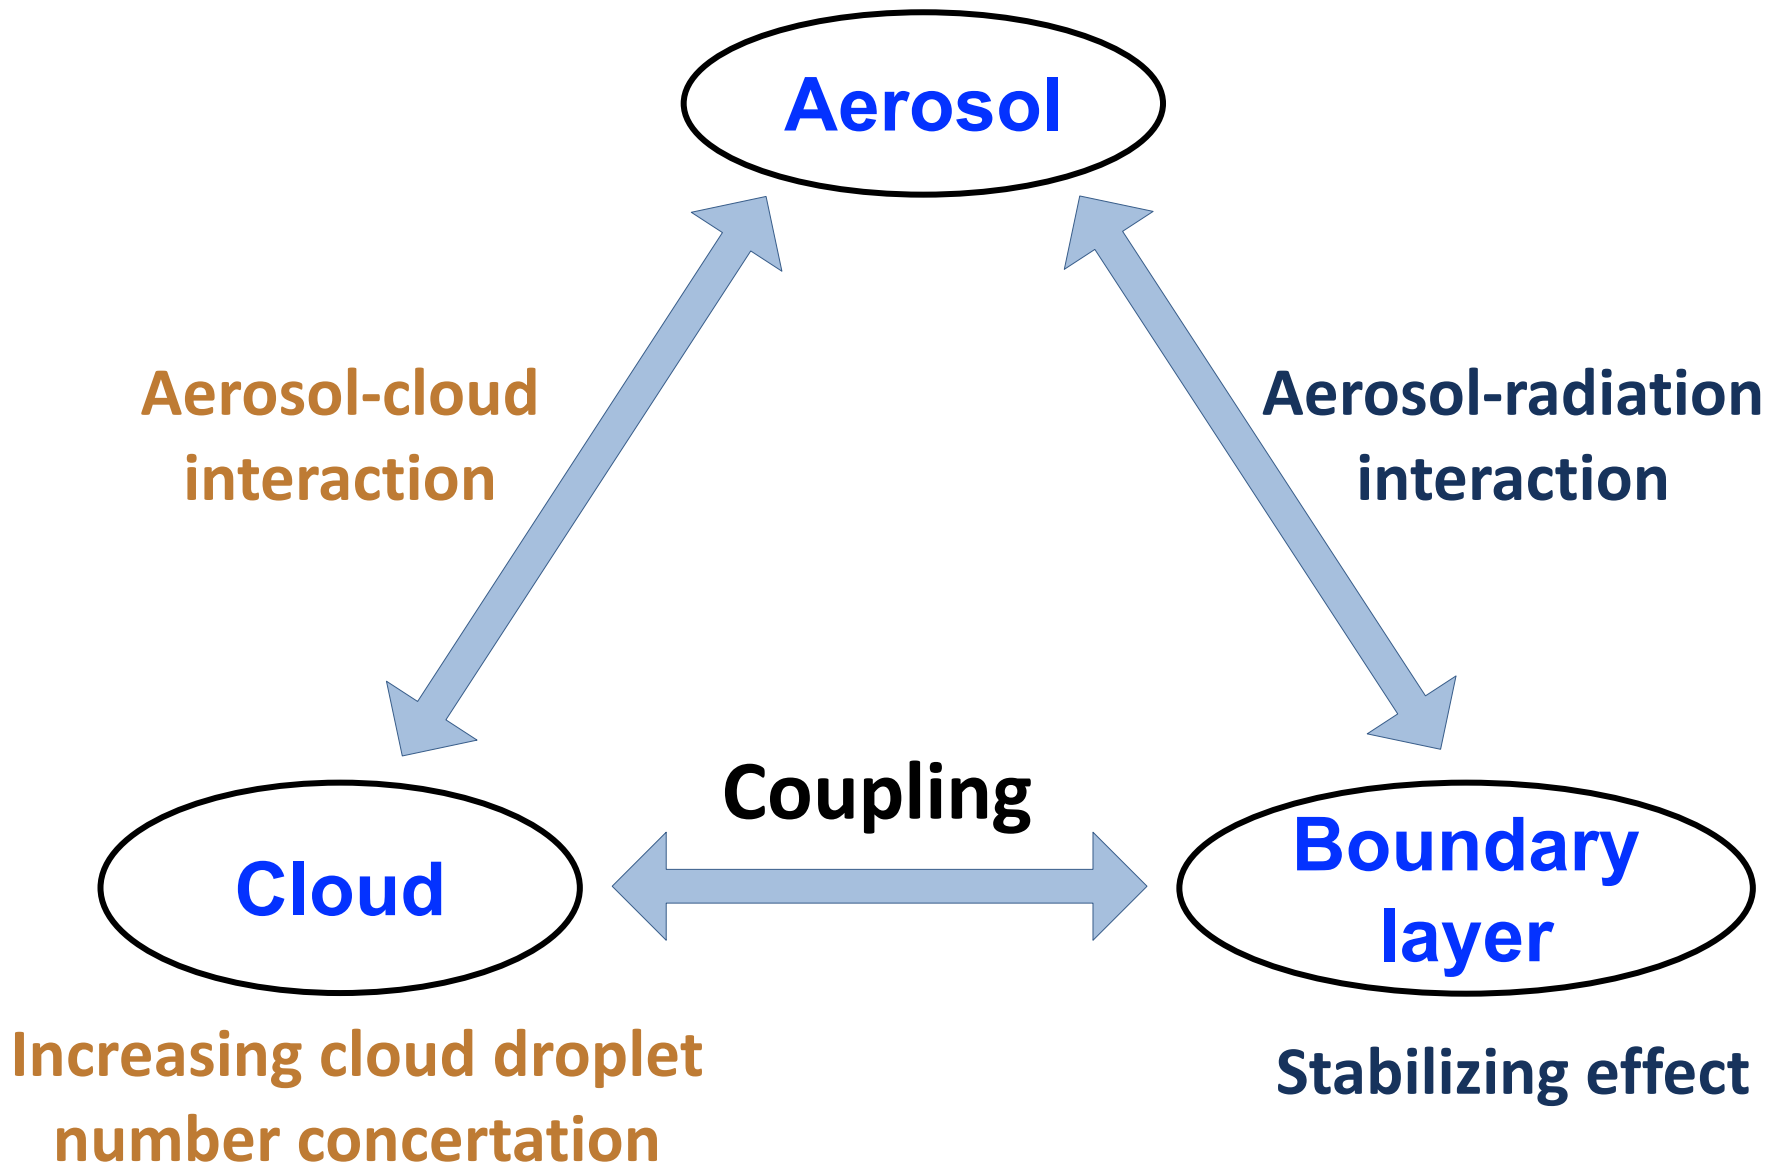 Aerosol
Aerosol-cloud
interaction
Aerosol-radiation
interaction
Coupling
Cloud
Boundary
layer
Increasing cloud droplet
number concertation
Stabilizing effect